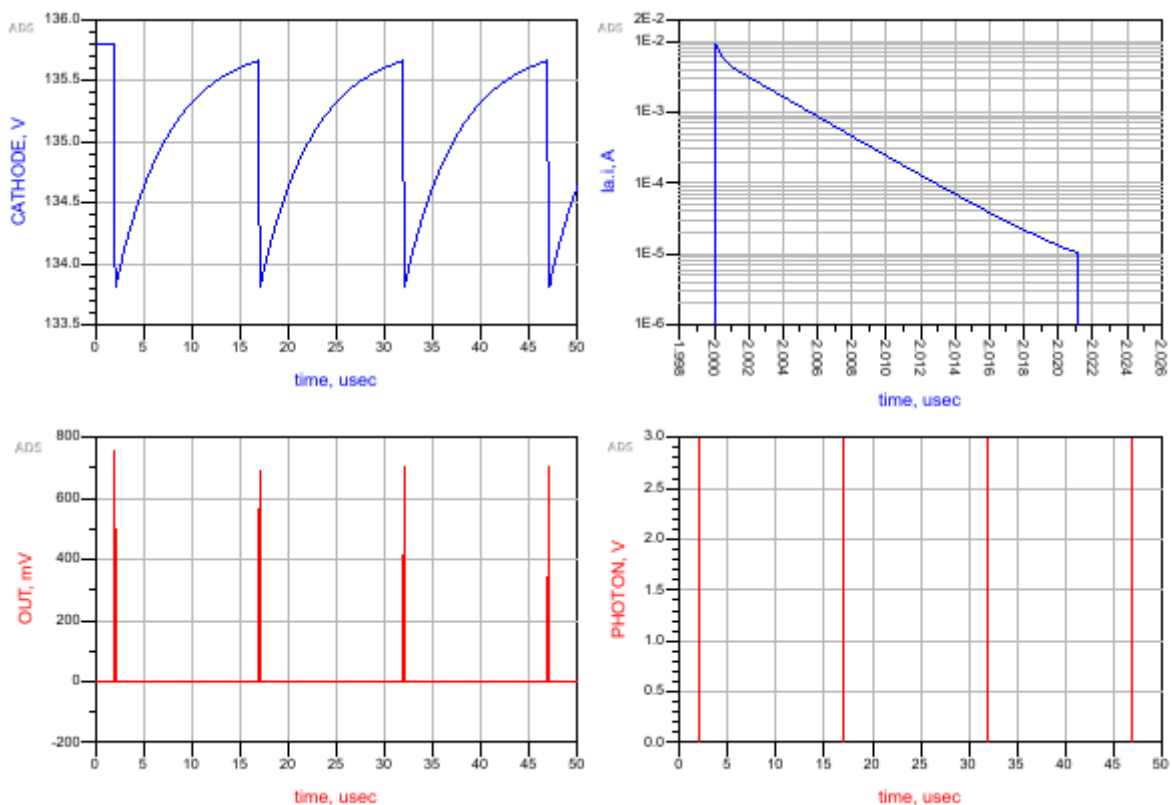 ADS
CATHODE, V
136.0
135.5
135.0
134.5
134.0
133.5
0 5 10 15 20 25 30 35 40 45 50
time, usec
ADS
Ia.i, A
2E-2
1E-2
1E-3
1E-4
1E-5
1E-6
1.998 2.000 2.002 2.004 2.006 2.008 2.010 2.012 2.014 2.016 2.018 2.020 2.022 2.024 2.026
time, usec
ADS
OUT, mV
800
600
400
200
0
-200
0 5 10 15 20 25 30 35 40 45 50
time, usec
ADS
PHOTON, V
3.0
2.5
2.0
1.5
1.0
0.5
0.0
0 5 10 15 20 25 30 35 40 45 50
time, usec